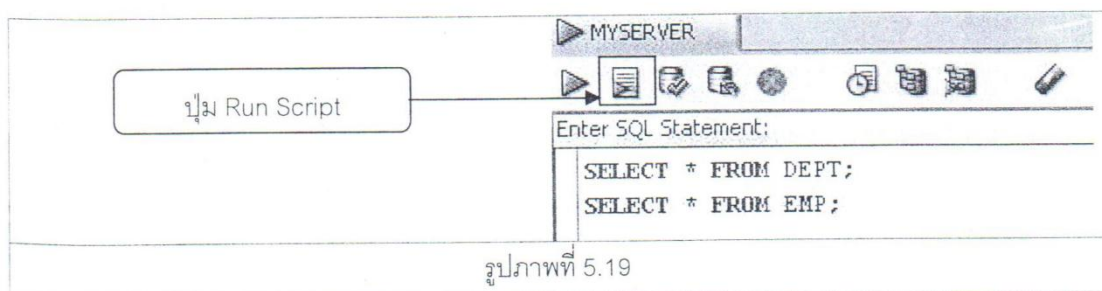 MYSERVER
ปุ่ม Run Script
Enter SQL Statement:
SELECT * FROM DEPT;
SELECT * FROM EMP;
รูปภาพที่ 5.19